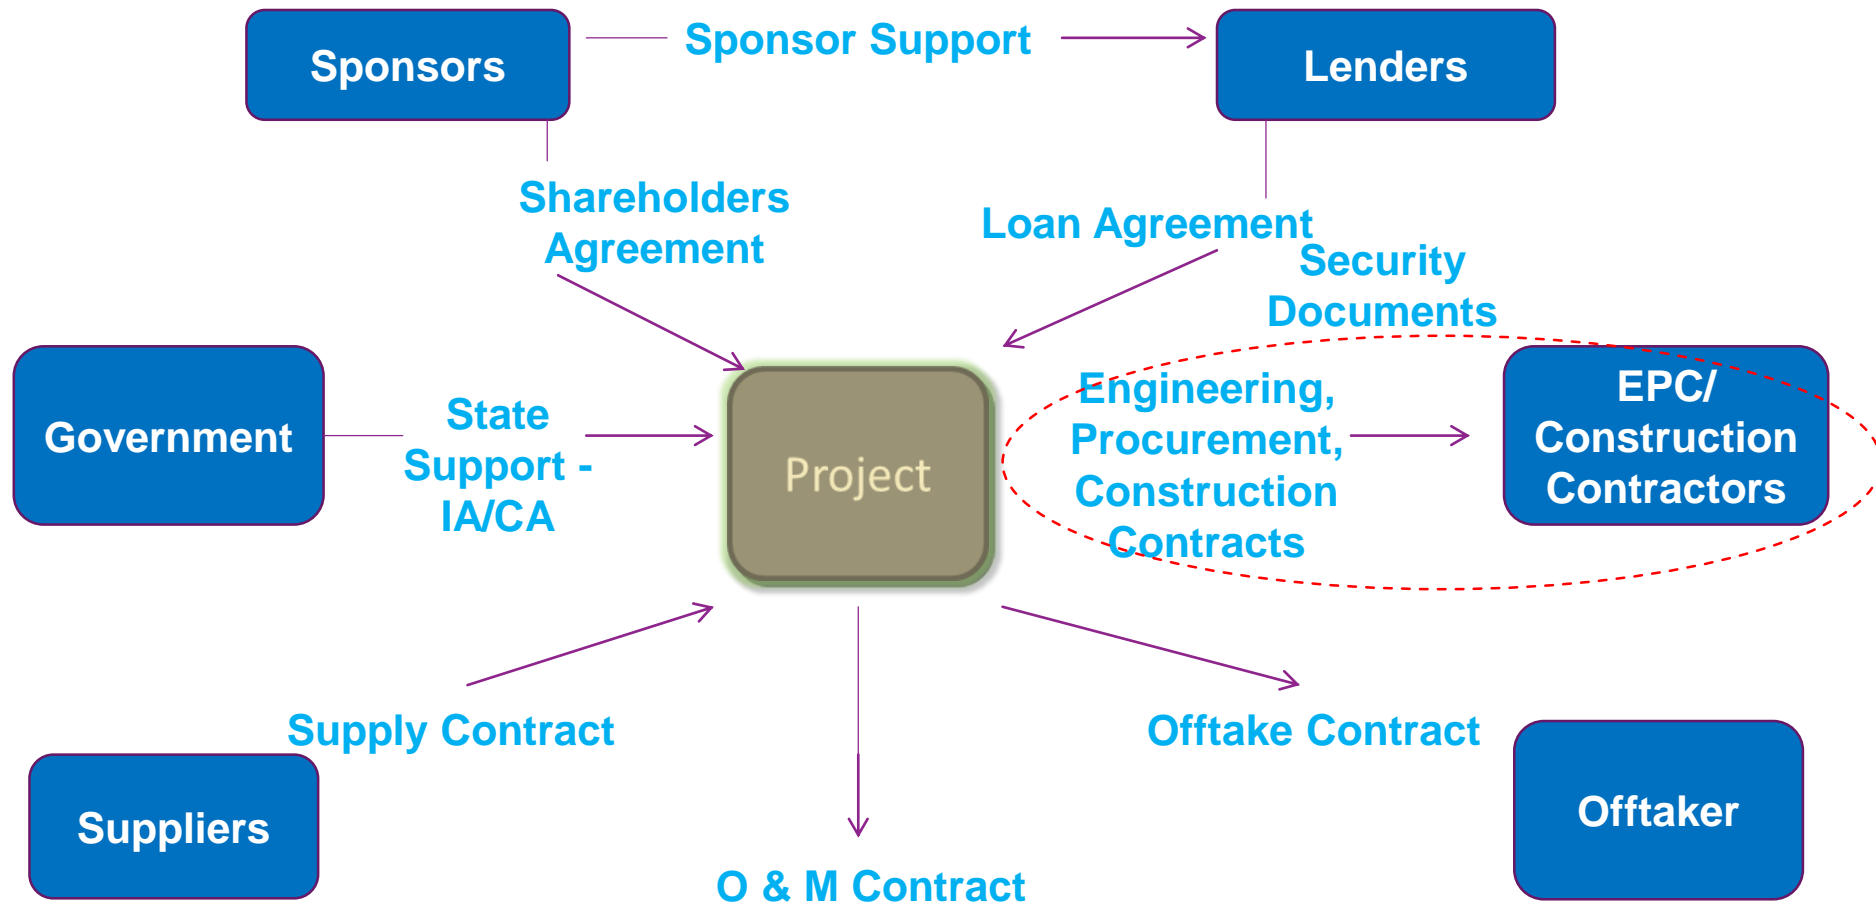 Sponsors
Sponsor Support
Lenders
Shareholders
Agreement
Loan Agreement
Security
Documents
Government
State
Support -
IA/CA
Project
Engineering,
Procurement,
Construction
Contracts
EPC/
Construction
Contractors
Supply Contract
Offtake Contract
Suppliers
Offtaker
O & M Contract